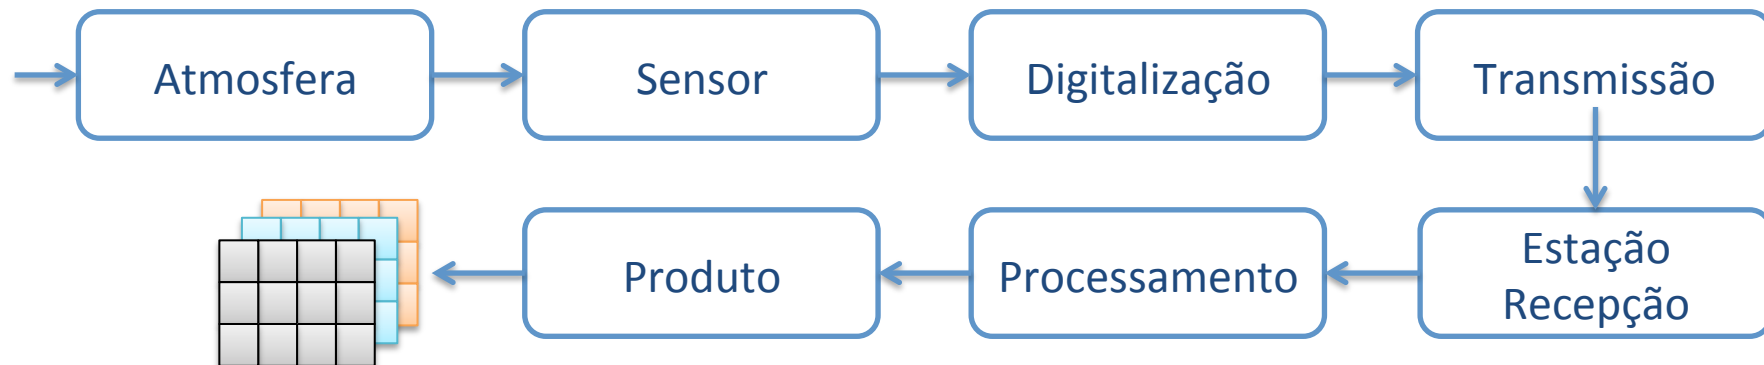 Atmosfera
Sensor
Digitalização
Transmissão
Estação
Recepção
Processamento
Produto